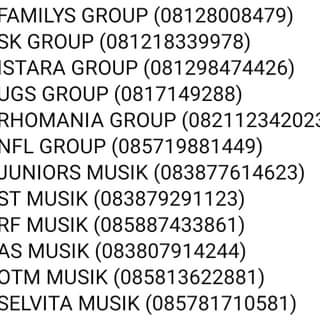 FAMILYS GROUP (08128008479)
SK GROUP (081218339978)
ISTARA GROUP (081298474426)
UGS GROUP (0817149288)
RHOMANIA GROUP (082112342023
NFL GROUP (085719881449)
JUNIORS MUSIK (083877614623)
ST MUSIK (083879291123)
RF MUSIK (085887433861)
AS MUSIK (083807914244)
OTM MUSIK (085813622881)
SELVITA MUSIK (085781710581)